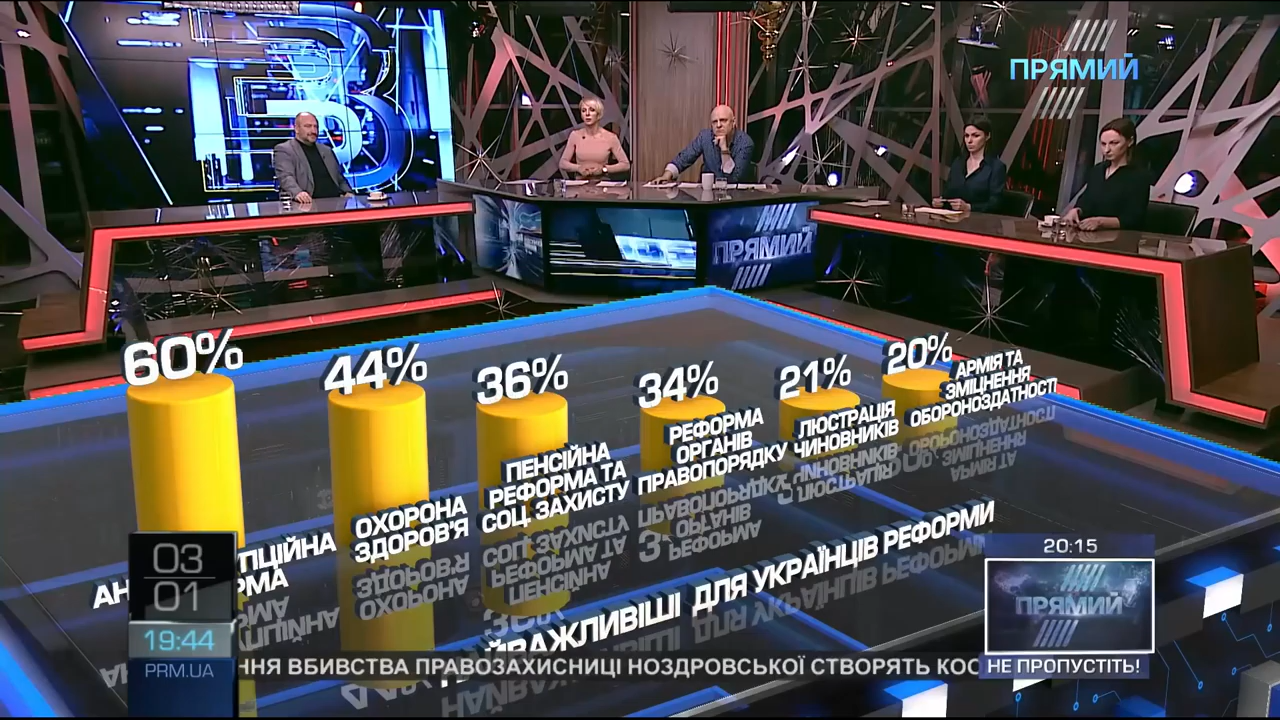 ПРЯМИЙ
ПРЯМИЙ
60%
44%
36%
34%
21%
20%
ОХОРОНА
ЗДОРОВ'Я
ПЕНСІЙНА
РЕФОРМА ТА
СОЦ. ЗАХИСТУ
РЕФОРМА
ОРГАНІВ
ПРАВОПОРЯДКУ
ЛЮСТРАЦІЯ
ЧИНОВНИКІВ
АРМІЯ ТА
ЗМІЦНЕННЯ
ОБОРОНОЗДАТНОСТІ
ДЛЯ УКРАЇНЦІВ РЕФОРМИ
03
01
19:44
PRM.UA
ННЯ ВБИВСТВА ПРАВОЗАХИСНИЦІ НОЗДРОВСЬКОЇ СТВОРЯТЬ КОС
20:15
ПРЯМИЙ
НЕ ПРОПУСТІТЬ!